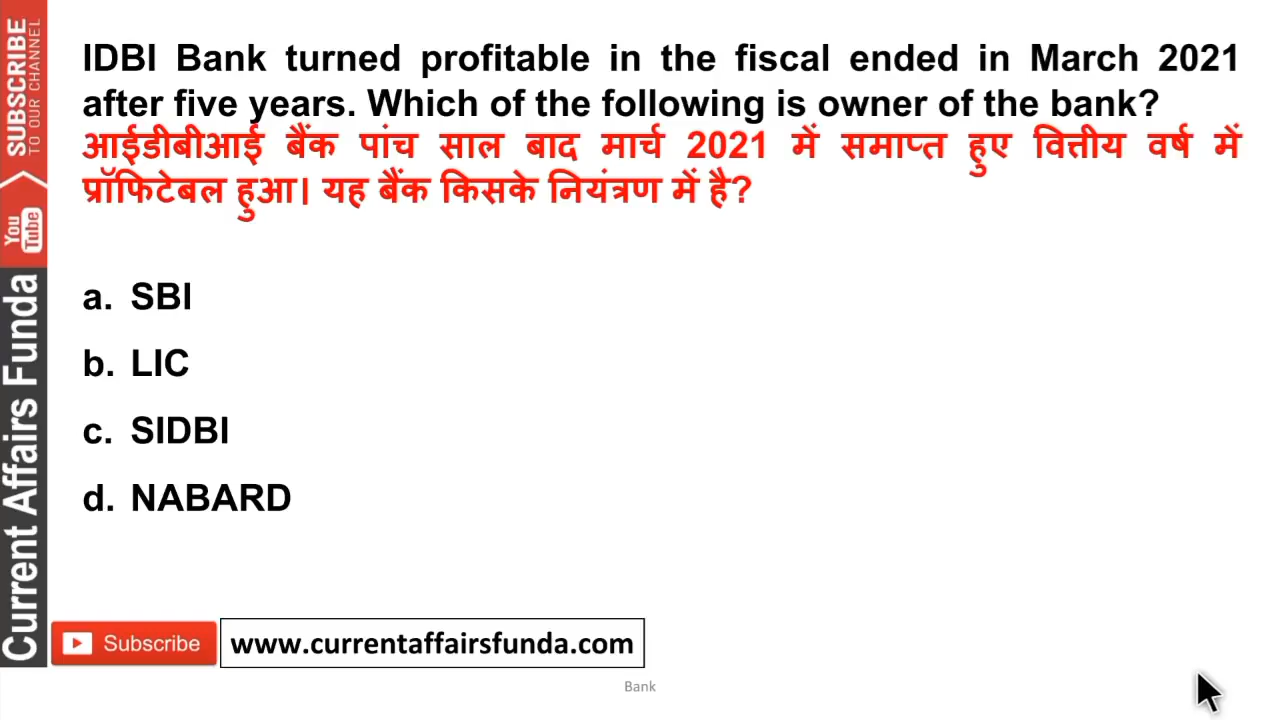 IDBI Bank turned profitable in the fiscal ended in March 2021
after five years. Which of the following is owner of the bank?
आईडीबीआई बैंक पांच साल बाद मार्च 2021 में समाप्त हुए वित्तीय वर्ष में
प्रॉफिटेबल हुआ। यह बैंक किसके नियंत्रण में है?
a. SBI
b. LIC
c. SIDBI
d. NABARD
SUBSCRIBE
TO OUR CHANNEL
You
Tube
Current Affairs Funda
Subscribe
www.currentaffairsfunda.com
Bank